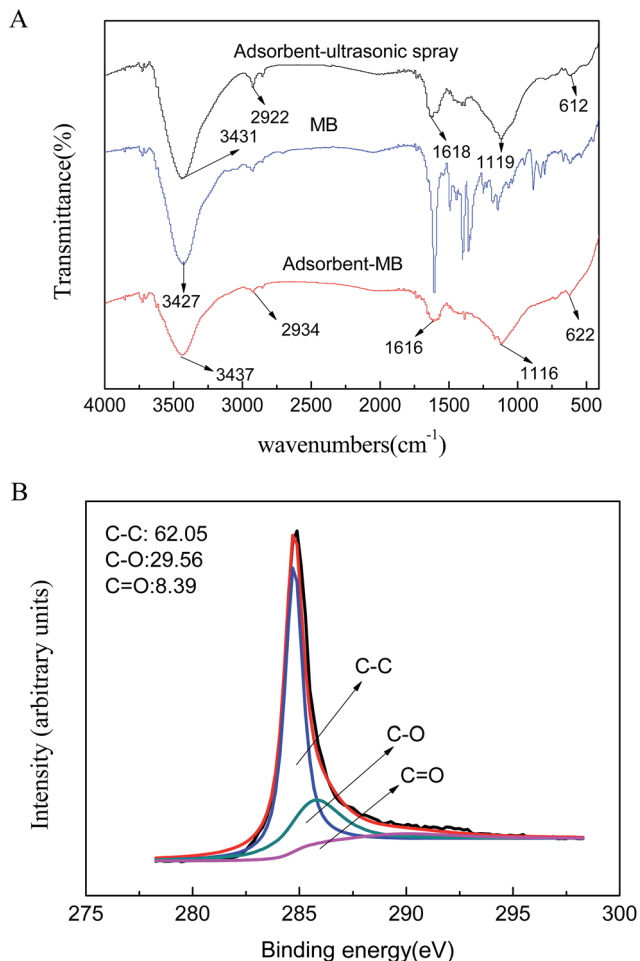 A
Adsorbent-ultrasonic spray
2922
612
3431
MB
1618
1119
Transmittance(%)
Adsorbent-MB
3427
2934
1616
622
3437
1116
4000 3500 3000 2500 2000 1500 1000 500
wavenumbers(cm⁻¹)
B
C-C: 62.05
C-O:29.56
C=O:8.39
C-C
C-O
C=O
Intensity (arbitrary units)
275 280 285 290 295 300
Binding energy(eV)